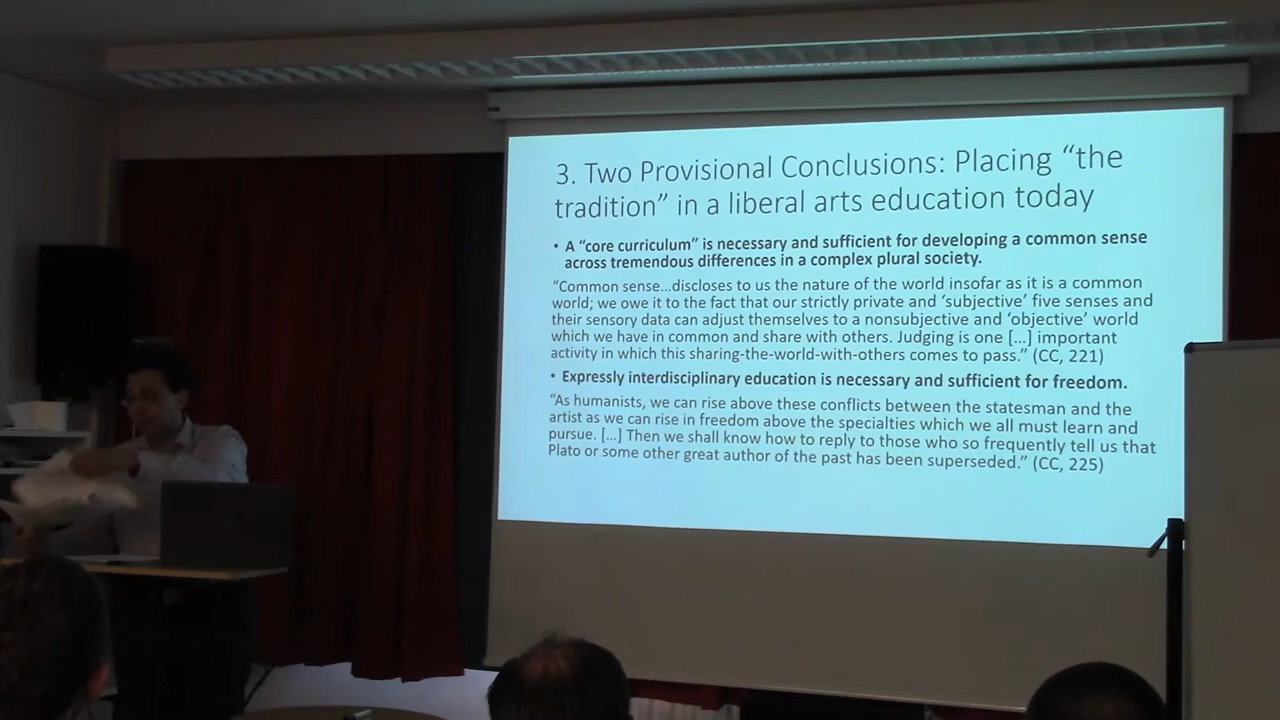 3. Two Provisional Conclusions: Placing “the
tradition” in a liberal arts education today
• A “core curriculum” is necessary and sufficient for developing a common sense
across tremendous differences in a complex plural society.
“Common sense…discloses to us the nature of the world insofar as it is a common
world; we owe it to the fact that our strictly private and ‘subjective’ five senses and
their sensory data can adjust themselves to a nonsubjective and ‘objective’ world
which we have in common and share with others. Judging is one [...] important
activity in which this sharing-the-world-with-others comes to pass.” (CC, 221)
• Expressly interdisciplinary education is necessary and sufficient for freedom.
“As humanists, we can rise above these conflicts between the statesman and the
artist as we can rise in freedom above the specialties which we all must learn and
pursue. [...] Then we shall know how to reply to those who so frequently tell us that
Plato or some other great author of the past has been superseded.” (CC, 225)